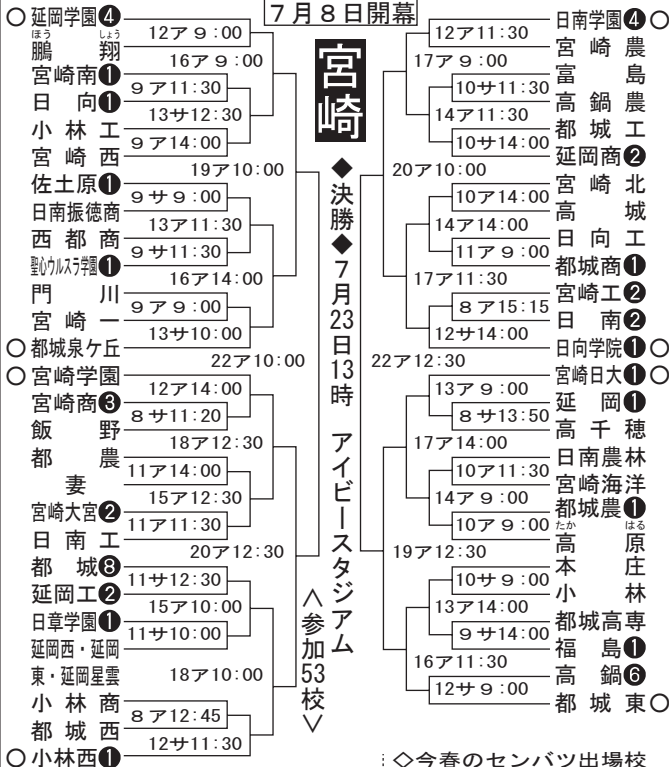 7月8日開幕
宮崎
◆決勝◆7月23日13時 アイビースタジアム
＜参加53校＞
○延岡学園❹
12ア9:00
鵬翔
ほう しょう
16ア9:00
宮崎南❶
9ア11:30
日向❶
13サ12:30
小林工
9ア14:00
宮崎西
19ア10:00
佐土原❶
9サ9:00
日南振徳商
13ア11:30
西都商
9サ11:30
聖心ウルスラ学園❶
16ア14:00
門川
9ア9:00
宮崎一
13サ10:00
○都城泉ケ丘
22ア10:00
○宮崎学園
12ア14:00
宮崎商❸
8サ11:20
飯野
18ア12:30
都農
11ア14:00
妻
15ア12:30
宮崎大宮❷
11ア11:30
日南工
20ア12:30
都城❽
11サ12:30
延岡工❷
15ア10:00
日章学園❶
11サ10:00
延岡西・延岡
東・延岡星雲
18ア10:00
小林商
8ア12:45
都城西
12サ11:30
○小林西❶
日南学園❹○
12ア11:30
宮崎農
17ア9:00
富島
10サ11:30
高鍋農
14ア11:30
都城工
10サ14:00
延岡商❷
20ア10:00
宮崎北
10ア14:00
高城
14ア14:00
日向工
11ア9:00
都城商❶
17ア11:30
宮崎工❷
8ア15:15
日南❷
12サ14:00
日向学院❶○
22ア12:30
宮崎日大❶○
13ア9:00
延岡❶
8サ13:50
高千穂
17ア14:00
日南農林
10ア11:30
宮崎海洋
14ア9:00
都城農❶
10ア9:00
高原
たか はる
19ア12:30
本庄
10サ9:00
小林
13ア14:00
都城高専
9サ14:00
福島❶
16ア11:30
高鍋❻
12サ9:00
都城東○
◇今春のセンバツ出場校